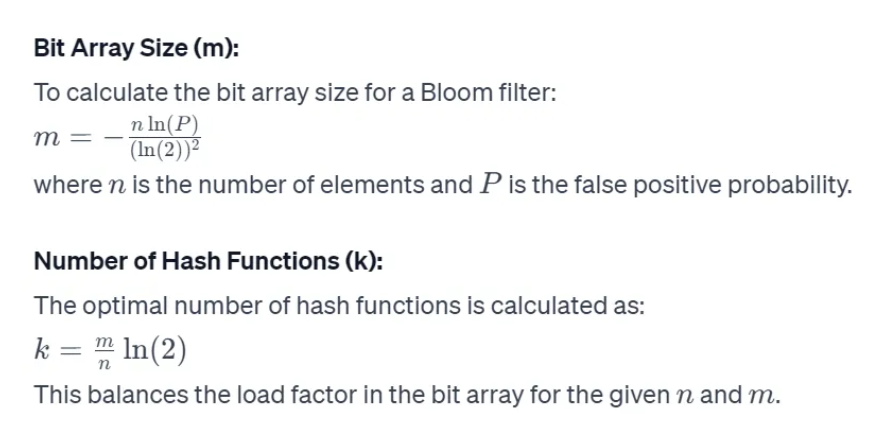 Bit Array Size (m):
To calculate the bit array size for a Bloom filter:
m = − n ln(P) / (ln(2))²
where n is the number of elements and P is the false positive probability.
Number of Hash Functions (k):
The optimal number of hash functions is calculated as:
k = m/n ln(2)
This balances the load factor in the bit array for the given n and m.